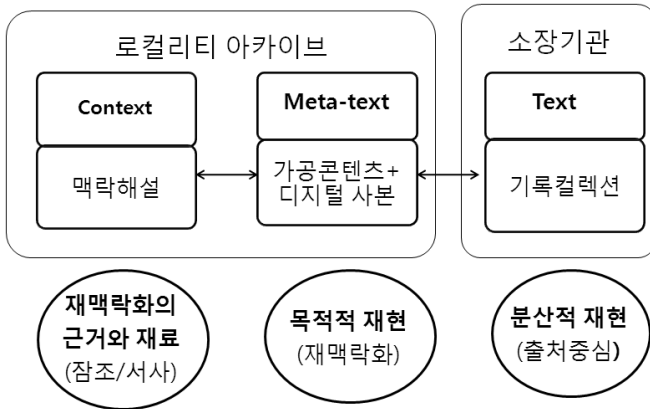 로컬리티 아카이브
소장기관
Context
Meta-text
Text
맥락해설
가공콘텐츠+
디지털 사본
기록컬렉션
재맥락화의
근거와 재료
(잠조/서사)
목적적 재현
(재맥락화)
분산적 재현
(출처중심)